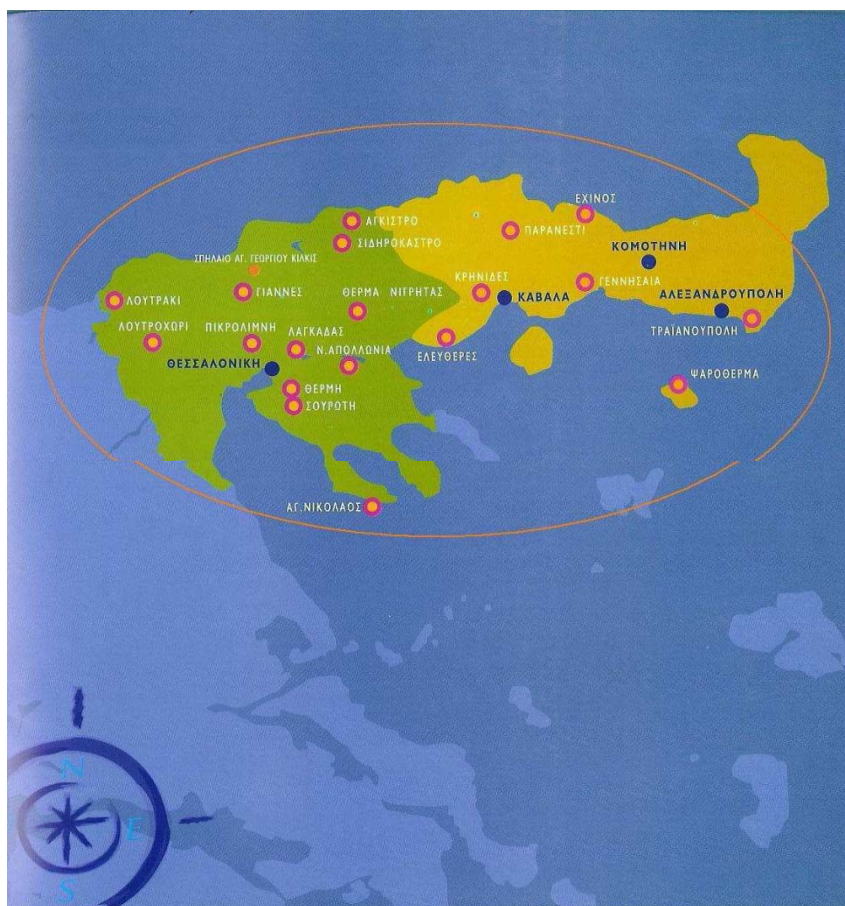 ΕΧΙΝΟΣ
ΑΓΚΙΣΤΡΟ
ΠΑΡΑΝΕΣΤΙ
ΣΙΔΗΡΟΚΑΣΤΡΟ
ΚΟΜΟΤΗΝΗ
ΣΠΗΛΑΙΟ ΑΓ. ΓΕΩΡΓΙΟΥ ΚΙΛΚΙΣ
ΚΡΗΝΙΔΕΣ
ΓΕΝΝΗΣΑΙΑ
ΓΙΑΝΝΕΣ
ΘΕΡΜΑ ΝΙΓΡΗΤΑΣ
ΑΛΕΞΑΝΔΡΟΥΠΟΛΗ
ΛΟΥΤΡΑΚΙ
ΚΑΒΑΛΑ
ΛΟΥΤΡΟΧΩΡΙ
ΠΙΚΡΟΛΙΜΝΗ
ΛΑΓΚΑΔΑΣ
ΤΡΑΪΑΝΟΥΠΟΛΗ
Ν.ΑΠΟΛΛΩΝΙΑ
ΕΛΕΥΘΕΡΕΣ
ΘΕΣΣΑΛΟΝΙΚΗ
ΨΑΡΟΘΕΡΜΑ
ΘΕΡΜΗ
ΣΟΥΡΩΤΗ
ΑΓ.ΝΙΚΟΛΑΟΣ
N
E
S